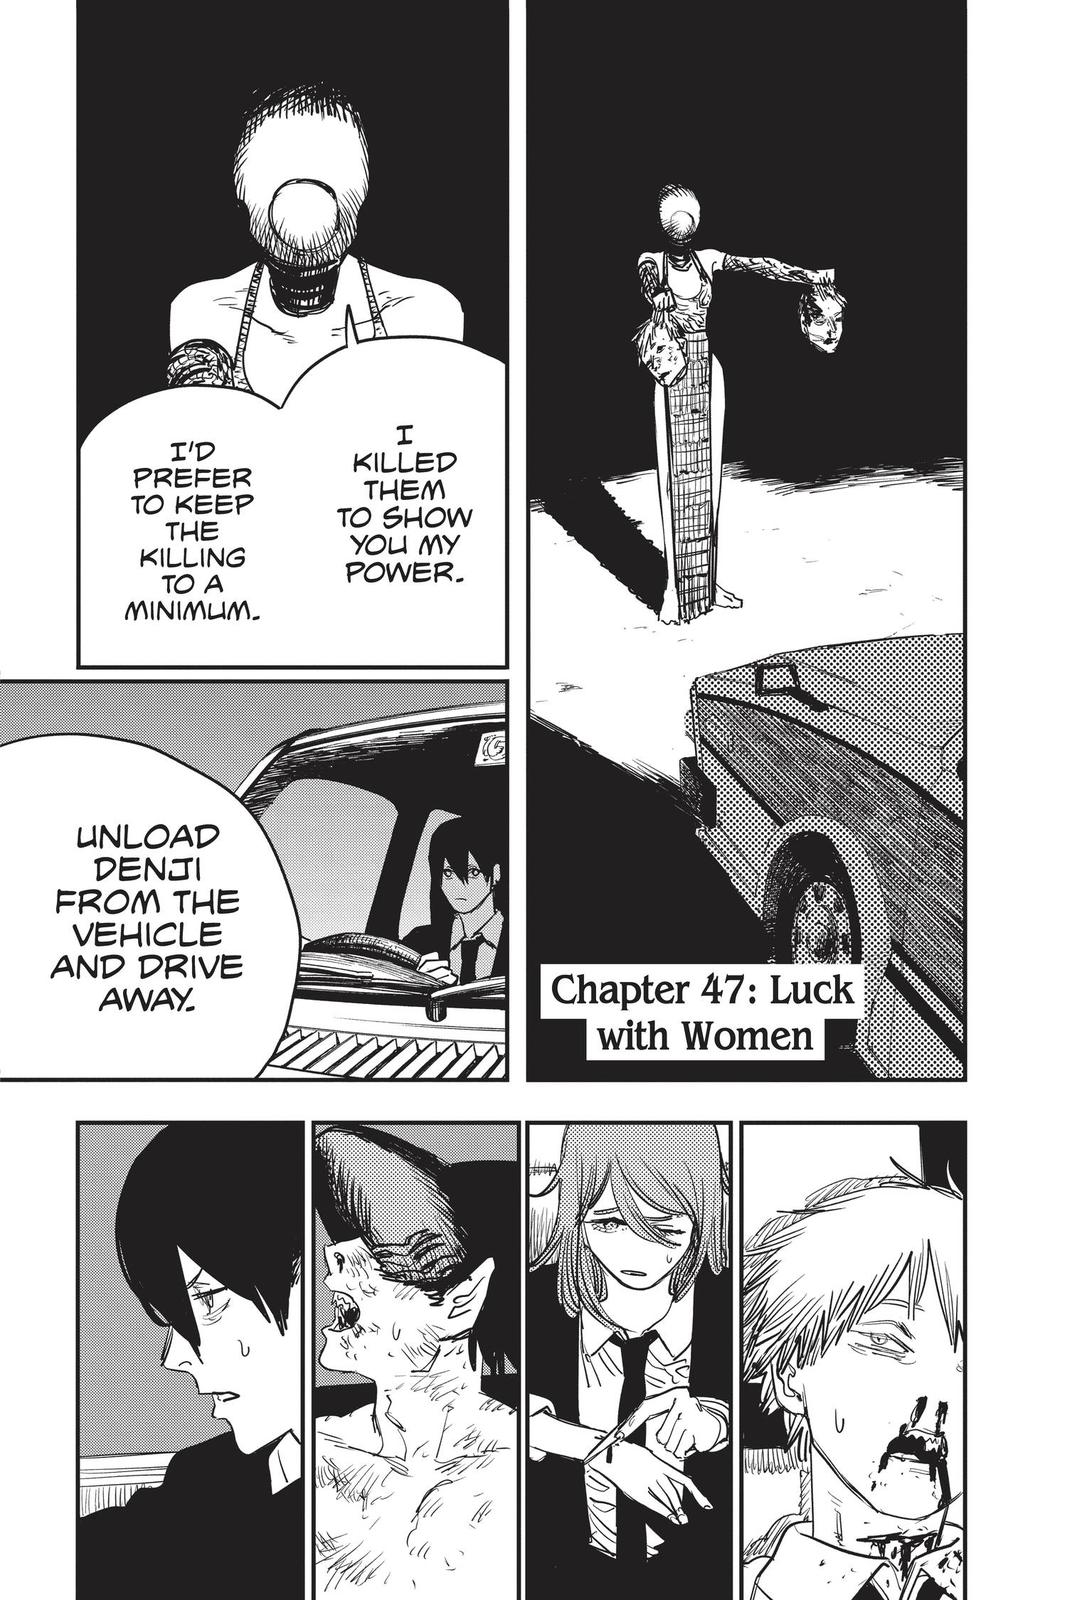 I
KILLED
THEM
TO SHOW
YOU MY
POWER.
I'D
PREFER
TO KEEP
THE
KILLING
TO A
MINIMUM.
Chapter 47: Luck
with Women
UNLOAD
DENJI
FROM THE
VEHICLE
AND DRIVE
AWAY.